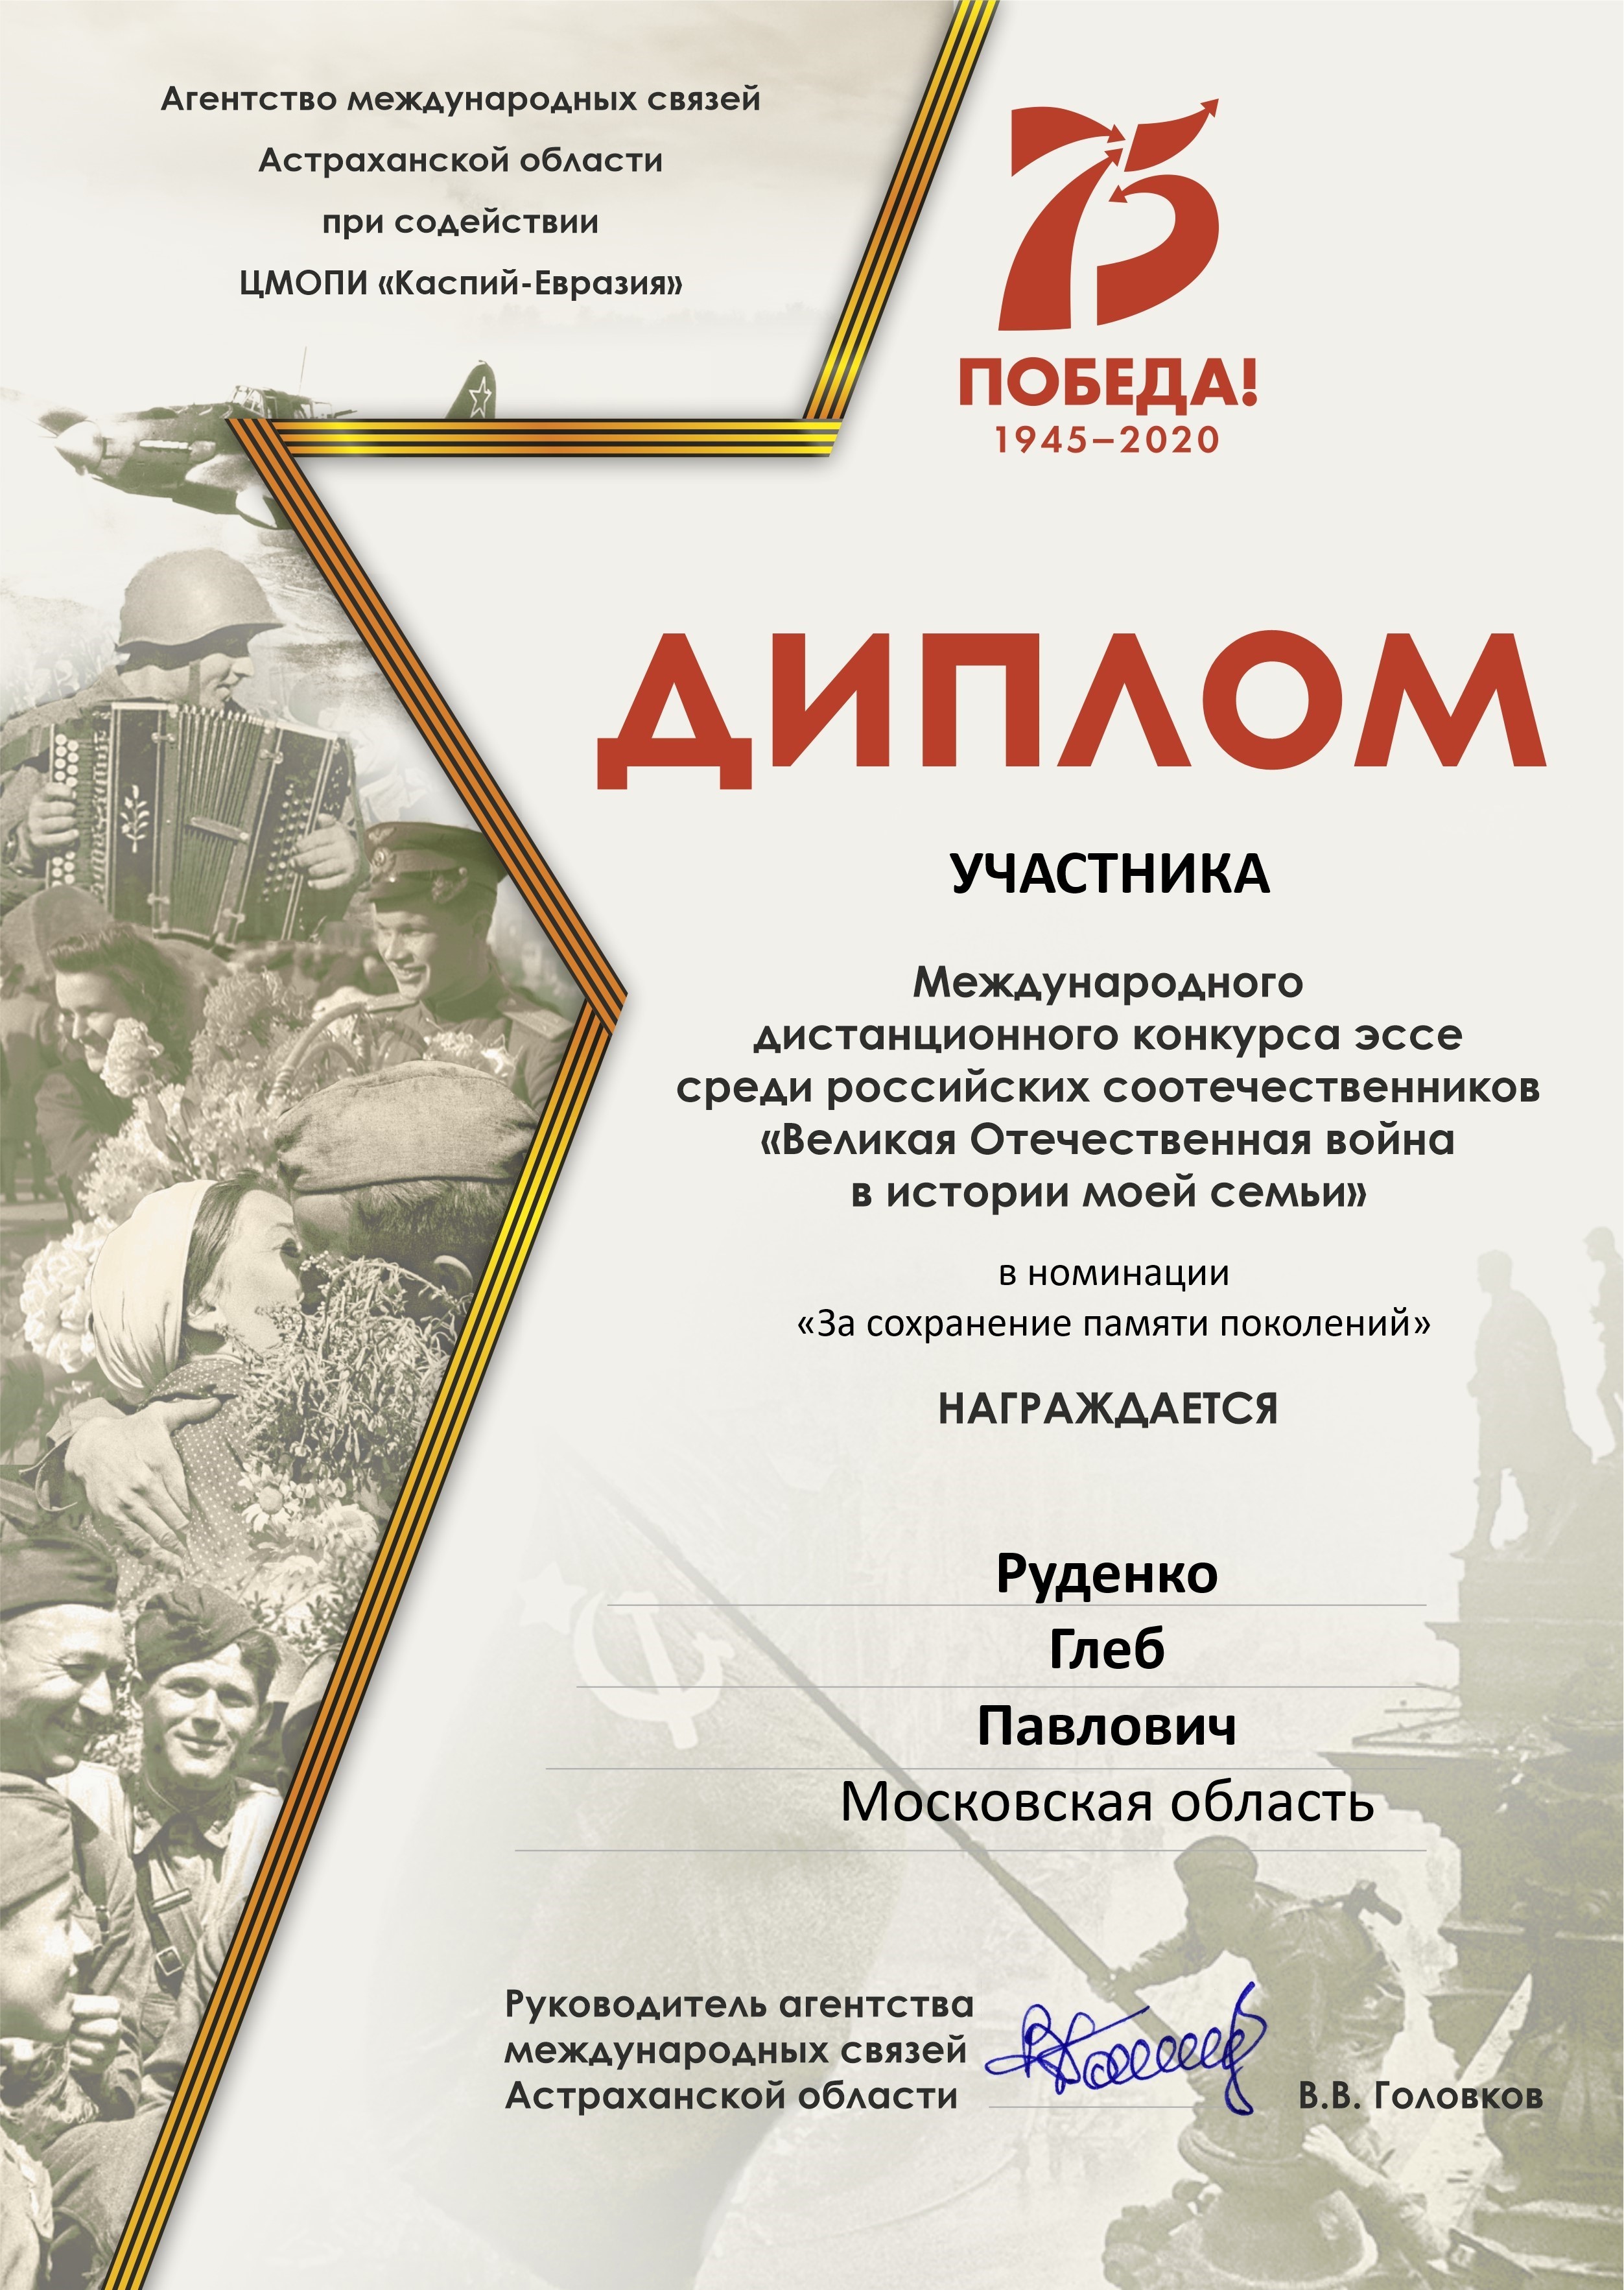 Агентство международных связей
Астраханской области
при содействии
ЦМОПИ «Каспий-Евразия»
75
ПОБЕДА!
1945–2020
ДИПЛОМ
УЧАСТНИКА
Международного
дистанционного конкурса эссе
среди российских соотечественников
«Великая Отечественная война
в истории моей семьи»
в номинации
«За сохранение памяти поколений»
НАГРАЖДАЕТСЯ
Руденко
Глеб
Павлович
Московская область
Руководитель агентства
международных связей
Астраханской области
В.В. Головков